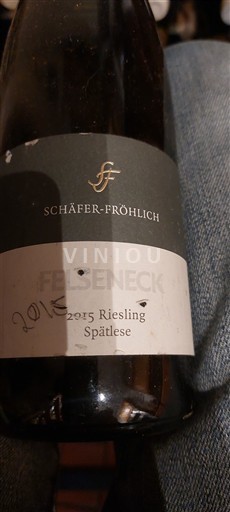 SF
SCHÄFER-FRÖHLICH
VINIOU
FELSENECK
2015
2015 Riesling
Spätlese